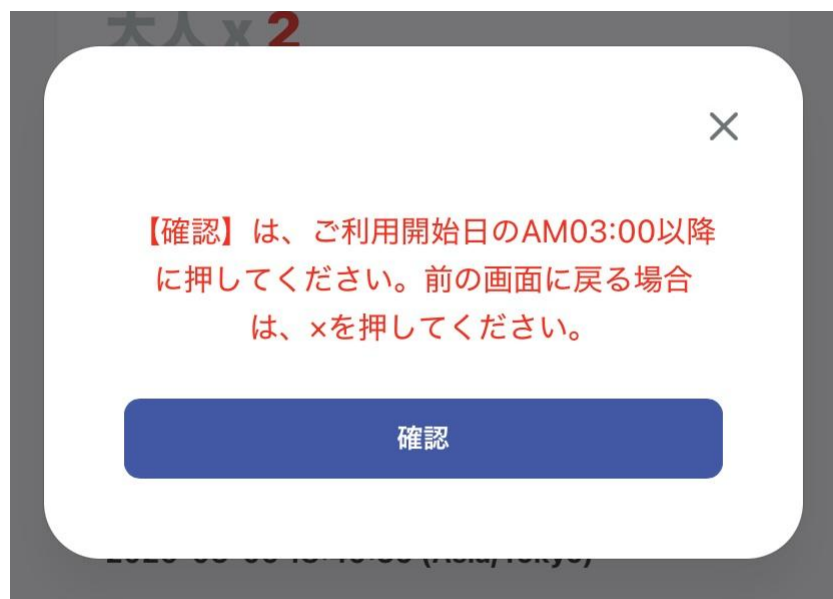 大人 x 2
【確認】は、ご利用開始日のAM03:00以降
に押してください。前の画面に戻る場合
は、×を押してください。
確認
(Asia/Tokyo)